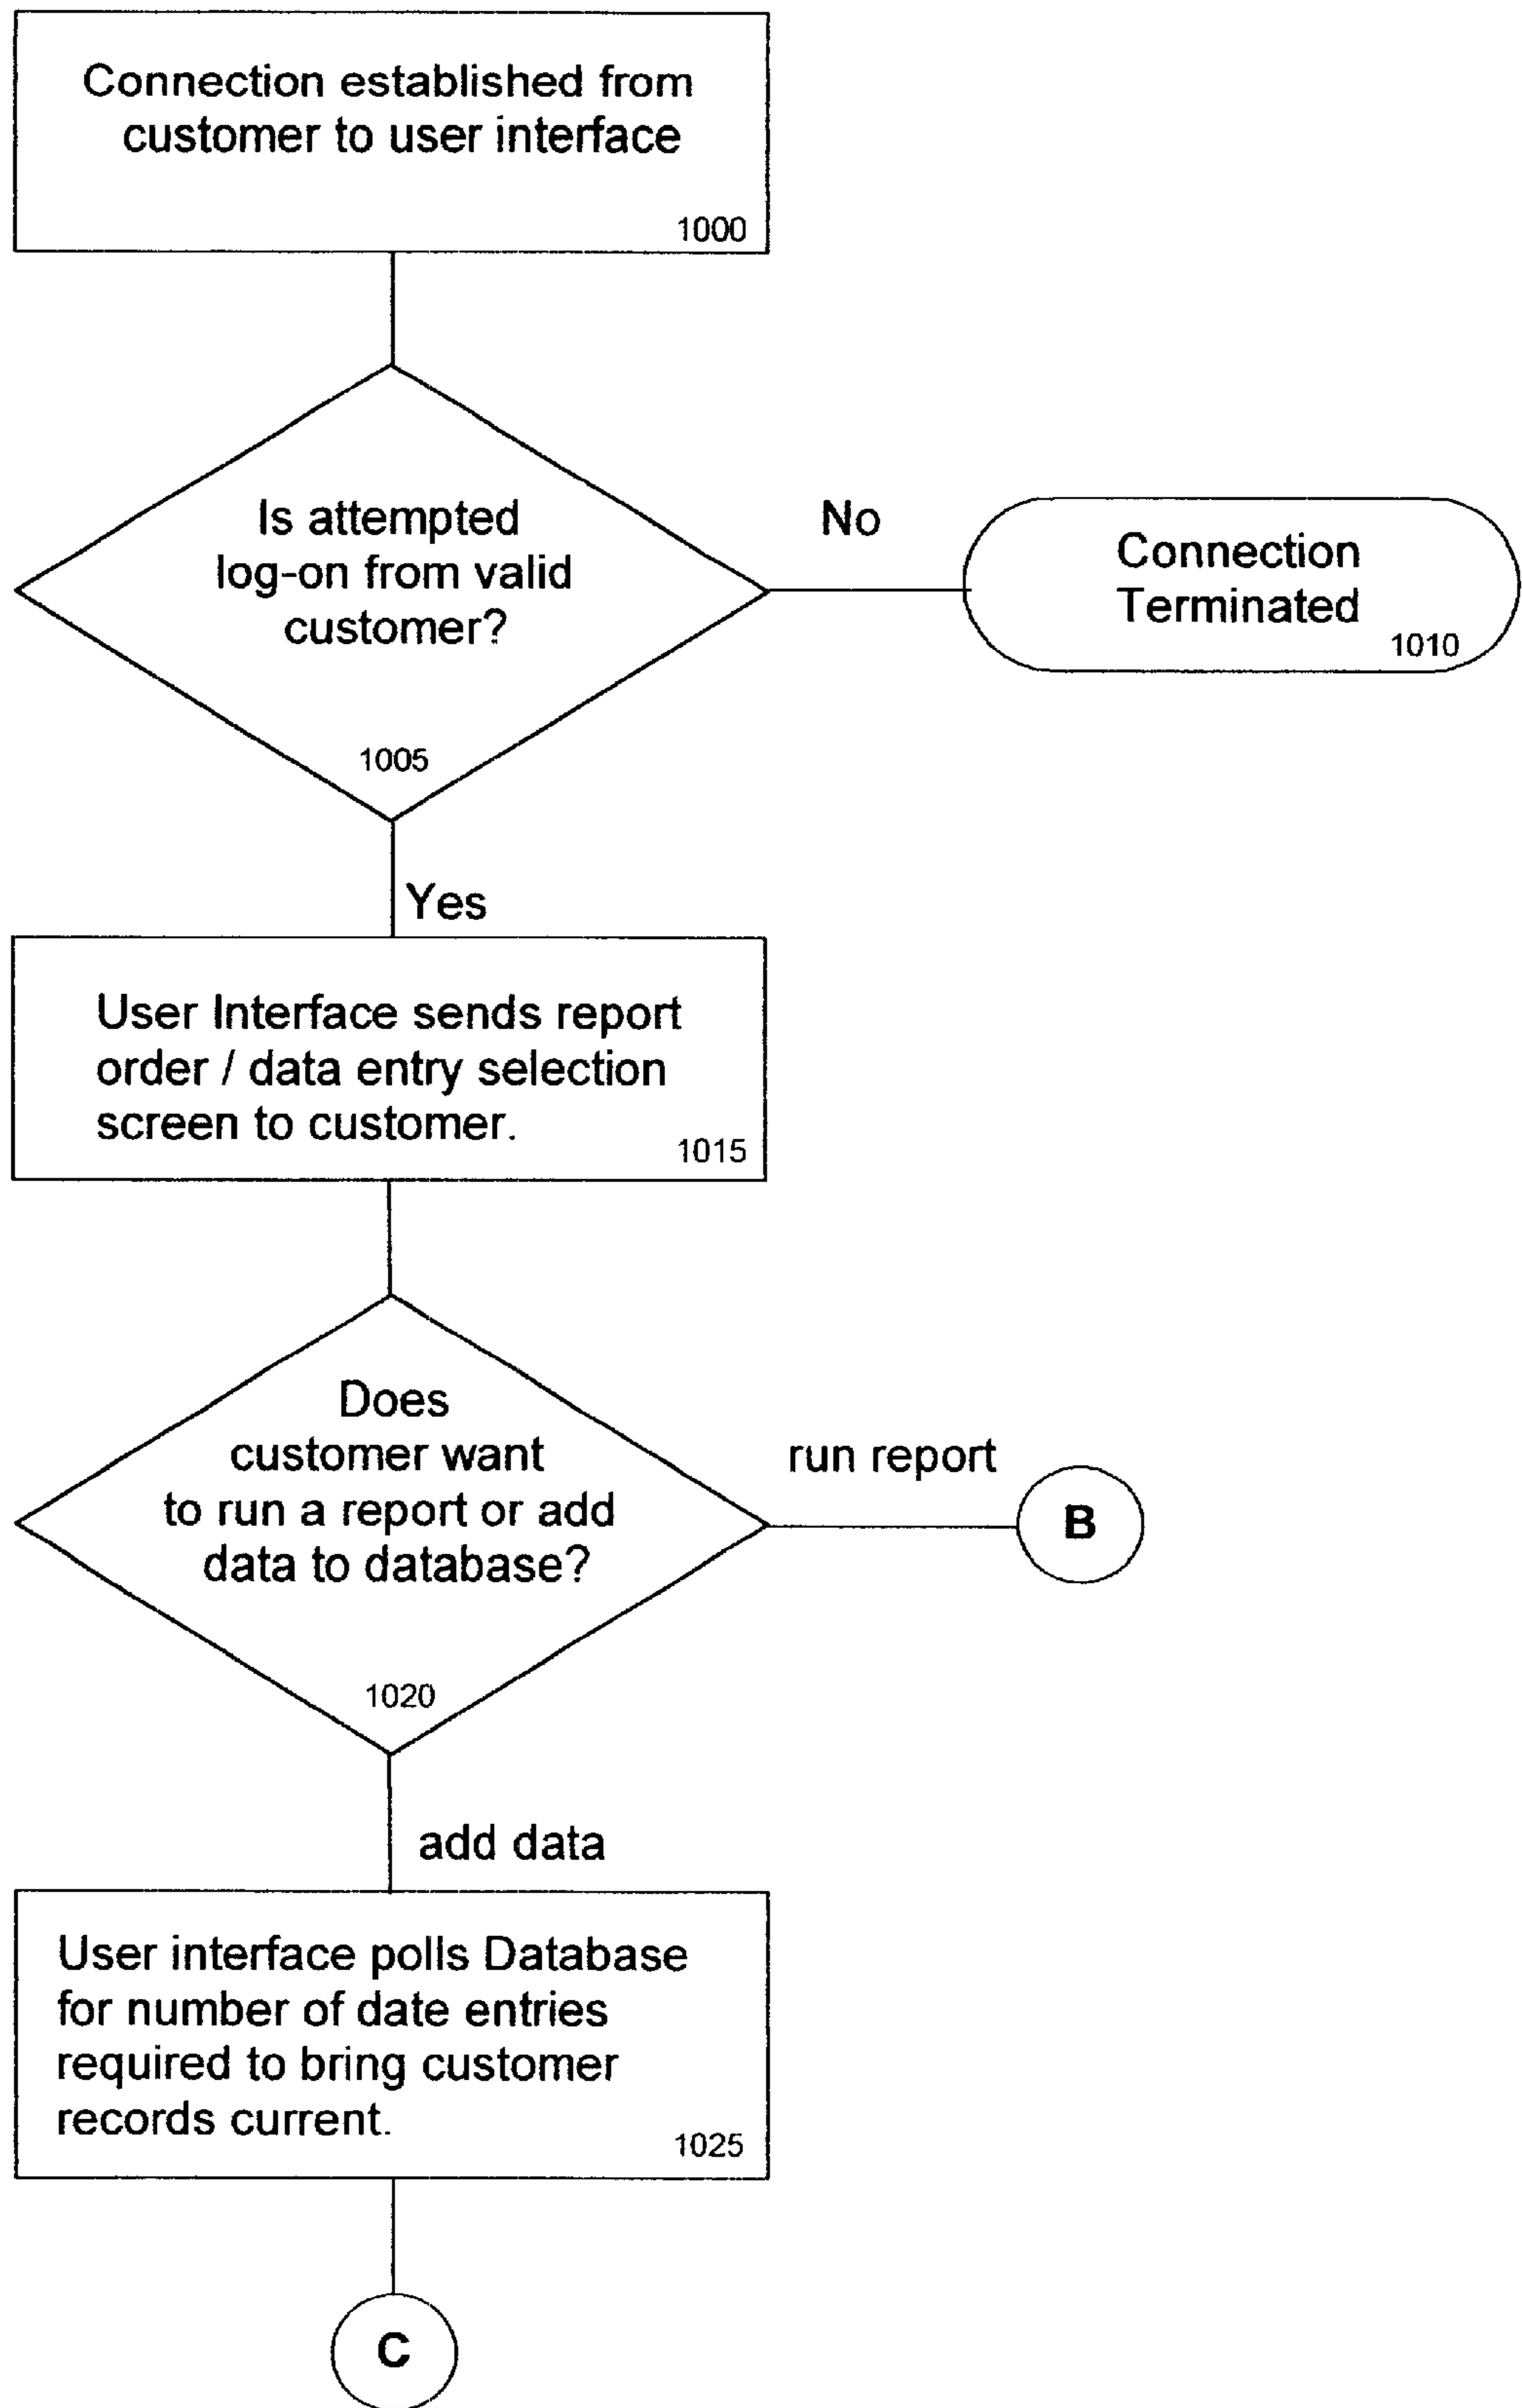 Connection established from
customer to user interface
1000
Is attempted
log-on from valid
customer?
1005
No
Connection
Terminated
1010
Yes
User Interface sends report
order / data entry selection
screen to customer.
1015
Does
customer want
to run a report or add
data to database?
1020
run report
B
add data
User interface polls Database
for number of date entries
required to bring customer
records current.
1025
C